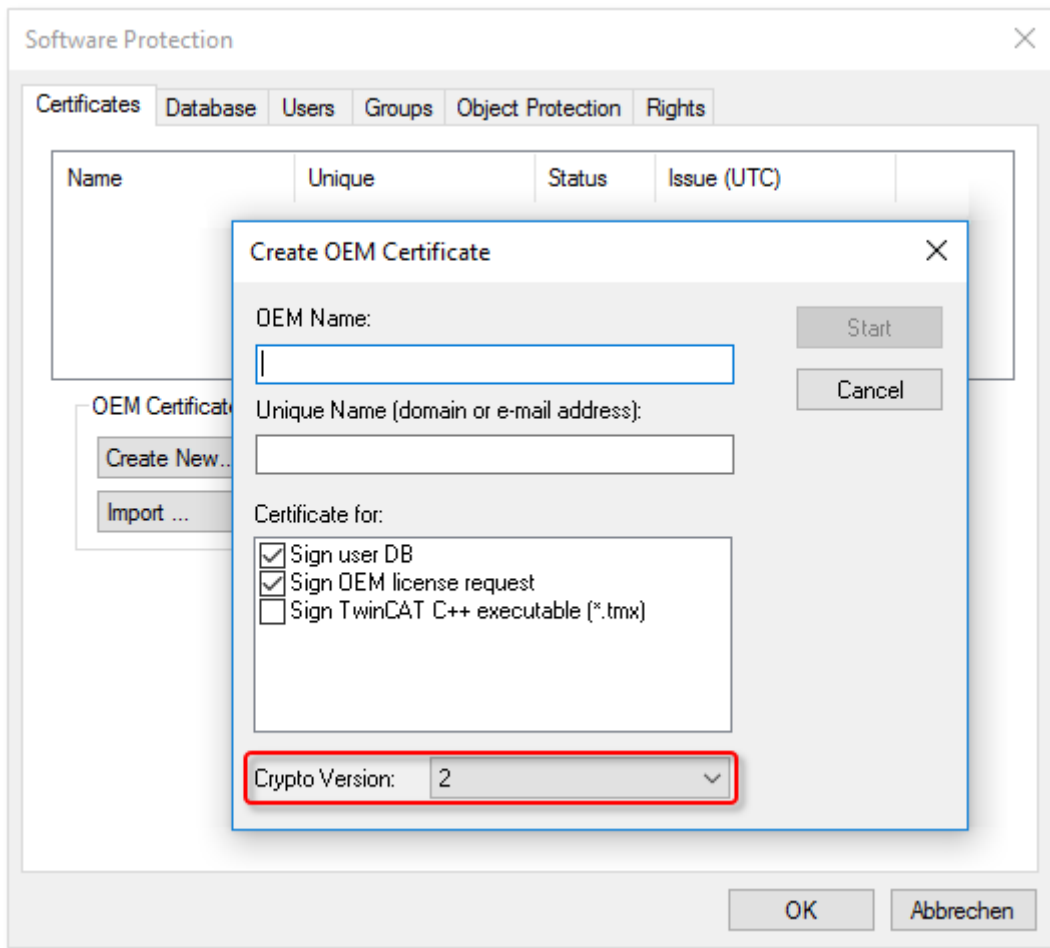 Software Protection
Certificates Database Users Groups Object Protection Rights
Name Unique Status Issue (UTC)
Create OEM Certificate
OEM Name:
Start
Cancel
OEM Certificate
Unique Name (domain or e-mail address):
Create New...
Import ...
Certificate for:
Sign user DB
Sign OEM license request
Sign TwinCAT C++ executable (*.tmx)
Crypto Version: 2
OK Abbrechen